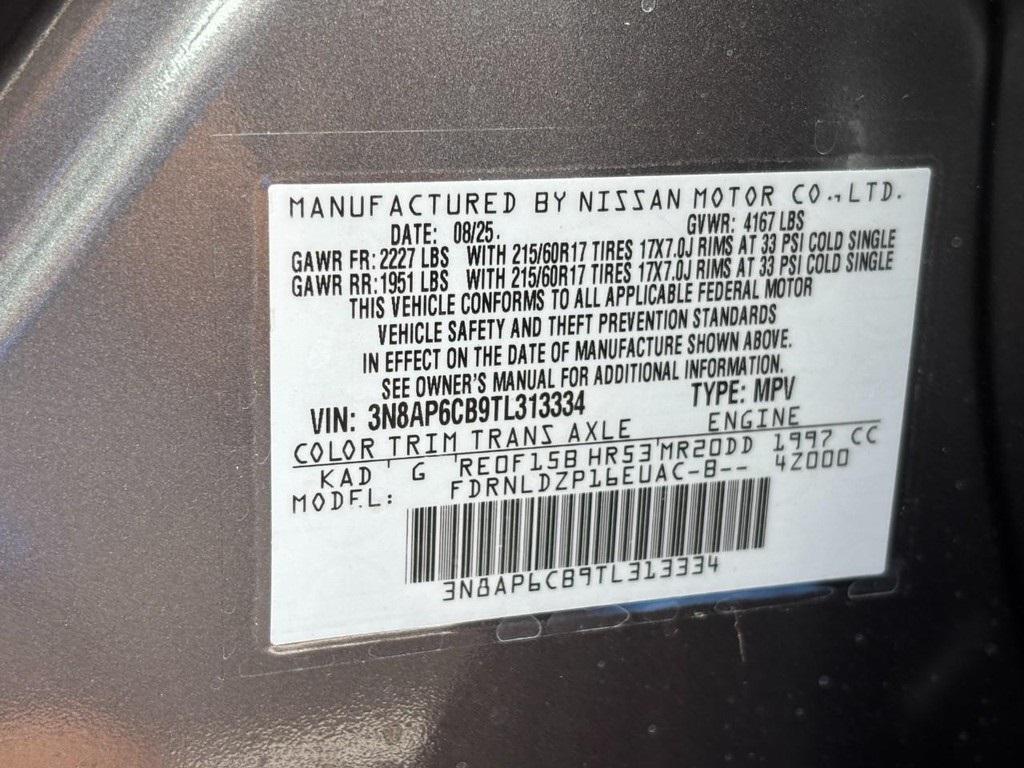 MANUFACTURED BY NISSAN MOTOR CO., LTD.
DATE: 08/25. GVWR: 4167 LBS
GAWR FR: 2227 LBS WITH 215/60R17 TIRES 17X7.0J RIMS AT 33 PSI COLD SINGLE
GAWR RR: 1951 LBS WITH 215/60R17 TIRES 17X7.0J RIMS AT 33 PSI COLD SINGLE
THIS VEHICLE CONFORMS TO ALL APPLICABLE FEDERAL MOTOR
VEHICLE SAFETY AND THEFT PREVENTION STANDARDS
IN EFFECT ON THE DATE OF MANUFACTURE SHOWN ABOVE.
SEE OWNER'S MANUAL FOR ADDITIONAL INFORMATION.
VIN: 3N8AP6CB9TL313334 TYPE: MPV
COLOR TRIM TRANS AXLE ENGINE
KAD G RE0F15B HR53 MR20DD 1997 CC
MODEL: FDRNLDZP16EUAC-B-- 4Z000
3N8AP6CB9TL313334